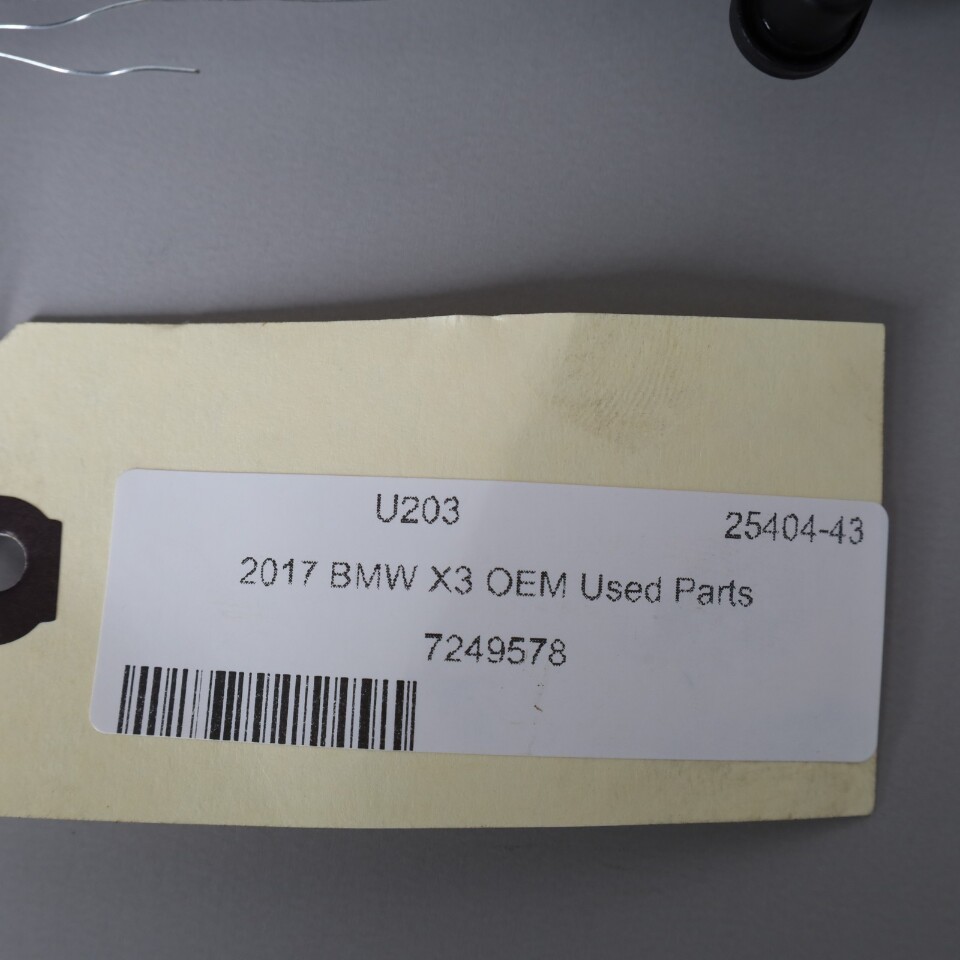 U203 25404-43
2017 BMW X3 OEM Used Parts
7249578